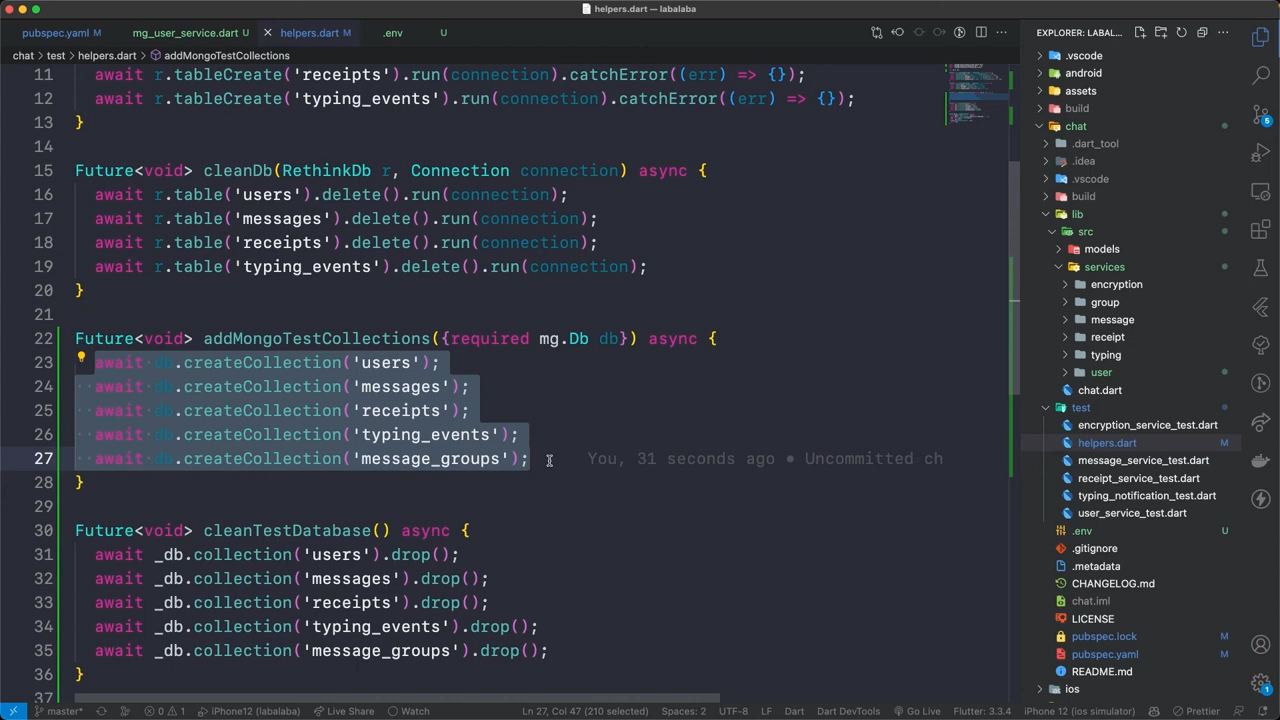 helpers.dart — labalaba
pubspec.yaml M
mg_user_service.dart U
helpers.dart M
.env U
EXPLORER: LABAL...
chat > test > helpers.dart > addMongoTestCollections
11 await r.tableCreate('receipts').run(connection).catchError((err) => {});
12 await r.tableCreate('typing_events').run(connection).catchError((err) => {});
13 }
14
15 Future<void> cleanDb(RethinkDb r, Connection connection) async {
16 await r.table('users').delete().run(connection);
17 await r.table('messages').delete().run(connection);
18 await r.table('receipts').delete().run(connection);
19 await r.table('typing_events').delete().run(connection);
20 }
21
22 Future<void> addMongoTestCollections({required mg.Db db}) async {
23 await db.createCollection('users');
24 await db.createCollection('messages');
25 await db.createCollection('receipts');
26 await db.createCollection('typing_events');
27 await db.createCollection('message_groups'); You, 31 seconds ago • Uncommitted ch
28 }
29
30 Future<void> cleanTestDatabase() async {
31 await _db.collection('users').drop();
32 await _db.collection('messages').drop();
33 await _db.collection('receipts').drop();
34 await _db.collection('typing_events').drop();
35 await _db.collection('message_groups').drop();
36 }
37
.vscode
android
assets
build
chat
.dart_tool
.idea
.vscode
build
lib
src
models
services
encryption
group
message
receipt
typing
user
chat.dart
test
encryption_service_test.dart
helpers.dart M
message_service_test.dart
receipt_service_test.dart
typing_notification_test.dart
user_service_test.dart
.env U
.gitignore
.metadata
CHANGELOG.md
chat.iml
LICENSE
pubspec.lock M
pubspec.yaml M
README.md
ios
5
1
master* 0 1 iPhone12 (labalaba) Live Share Watch Ln 27, Col 47 (210 selected) Spaces: 2 UTF-8 LF Dart Dart DevTools Go Live Flutter: 3.3.4 iPhone 12 (ios simulator) Prettier